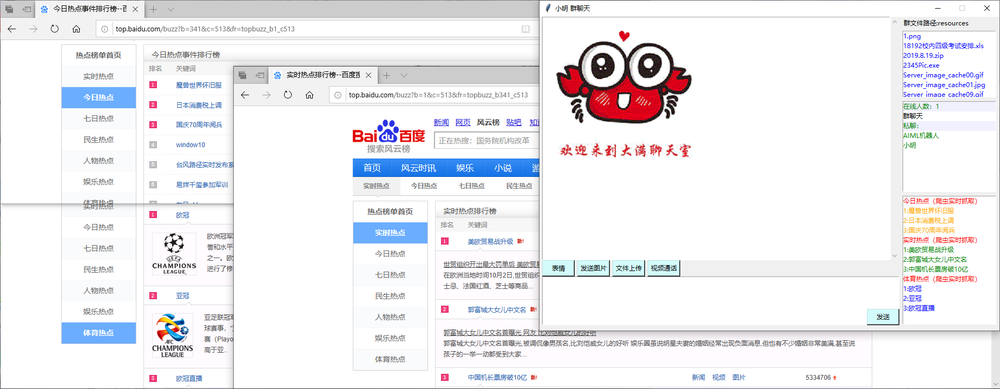 今日热点事件排行榜--百
top.baidu.com/buzz?b=341&c=513&fr=topbuzz_b1_c513
热点榜单首页
实时热点
今日热点
七日热点
民生热点
人物热点
娱乐热点
体育热点
今日热点事件排行榜
排名 关键词
1 魔兽世界怀旧服
2 日本消费税上调
3 国庆70周年阅兵
4 window10
5 台风路径实时发布系
6 易烊千玺参加军训
实时热点
今日热点
七日热点
民生热点
人物热点
娱乐热点
体育热点
1 欧冠
UEFA
CHAMPIONS
LEAGUE
欧洲冠军
誉和水平
之一。欧
进行了修
2 亚冠
AFC
CHAMPIONS
LEAGUE
亚足联冠军
球赛事，“
赛（Playo
高于亚..
3 欧冠直播
实时热点排行榜--百度搜
top.baidu.com/buzz?b=1&c=513&fr=topbuzz_b341_c513
Bai du 百度
搜索风云榜
新闻 网页 风云榜 贴吧 知道
正在热搜：国务院机构改革
首页 风云时讯 娱乐 小说 游
实时热点 今日热点 七日热点 民生热点
热点榜单首页
实时热点
今日热点
七日热点
民生热点
人物热点
娱乐热点
体育热点
实时热点排行榜
排名 关键词
1 美欧贸易战升级 新!
世贸组织开出最大罚单后 美欧贸易
在欧洲当地时间10月2日,世贸组织
士忌、法国红酒、芝士等商品...
2 郭富城大女儿中文名 新!
郭富城大女儿中文名首曝光 网友:比刘恺威女儿的好听
郭富城大女儿中文名首曝光,被调侃像男孩名,比刘恺威女儿的好听 娱乐圈虽说明星夫妻的婚姻经常出现负面消息,但也有不少婚姻非常美满,甚至说
孩子的一举一动都受到大家...
3 中国机长票房破10亿 新! 新闻 视频 图片 5334706
小明 群聊天
欢迎来到大满聊天室
表情 发送图片 文件上传 视频通话
发送
群文件路径:resources
1.png
18192校内四级考试安排.xls
2019.8.19.zip
2345Pic.exe
Server_image_cache00.gif
Server_image_cache01.jpg
Server_image_cache09.gif
在线人数：1
群聊天
私聊：
AIML机器人
小明
今日热点（爬虫实时抓取）
1:魔兽世界怀旧服
2:日本消费税上调
3:国庆70周年阅兵
实时热点（爬虫实时抓取）
1:美欧贸易战升级
2:郭富城大女儿中文名
3:中国机长票房破10亿
体育热点（爬虫实时抓取）
1:欧冠
2:亚冠
3:欧冠直播